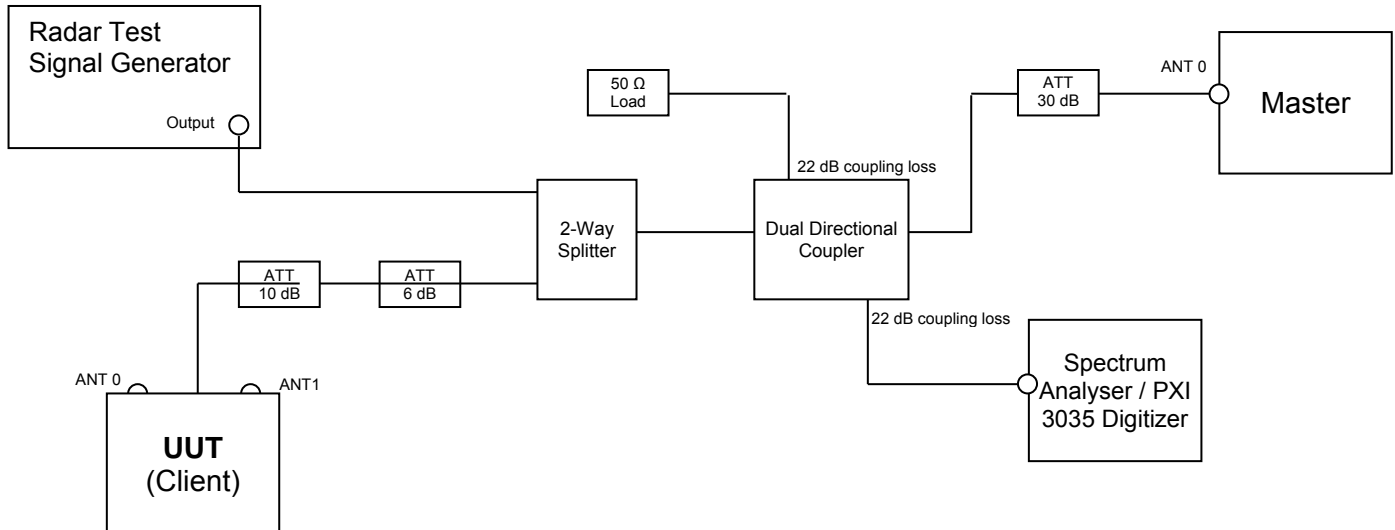 Radar Test
Signal Generator
Output
50 Ω
Load
ATT
30 dB
ANT 0
Master
22 dB coupling loss
2-Way
Splitter
Dual Directional
Coupler
ATT
10 dB
ATT
6 dB
22 dB coupling loss
Spectrum
Analyser / PXI
3035 Digitizer
ANT 0
ANT1
UUT
(Client)